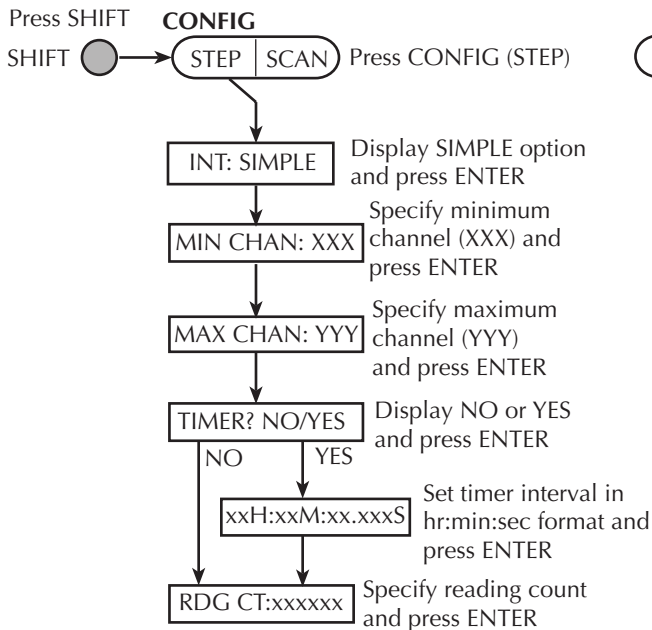 Press SHIFT
CONFIG
SHIFT
STEP
SCAN
Press CONFIG (STEP)
INT: SIMPLE
Display SIMPLE option
and press ENTER
MIN CHAN: XXX
Specify minimum
channel (XXX) and
press ENTER
MAX CHAN: YYY
Specify maximum
channel (YYY)
and press ENTER
TIMER? NO/YES
Display NO or YES
and press ENTER
NO
YES
xxH:xxM:xx.xxxS
Set timer interval in
hr:min:sec format and
press ENTER
RDG CT:xxxxxx
Specify reading count
and press ENTER